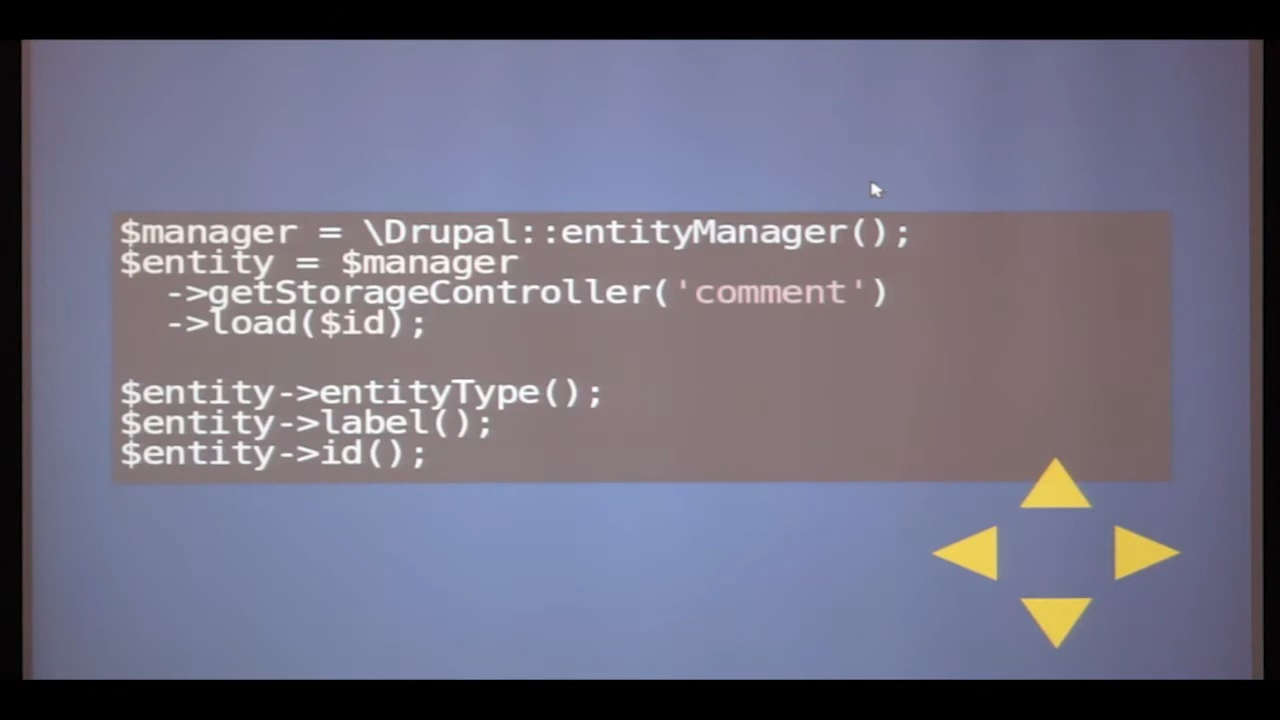 $manager = \Drupal::entityManager();
$entity = $manager
  ->getStorageController('comment')
  ->load($id);

$entity->entityType();
$entity->label();
$entity->id();